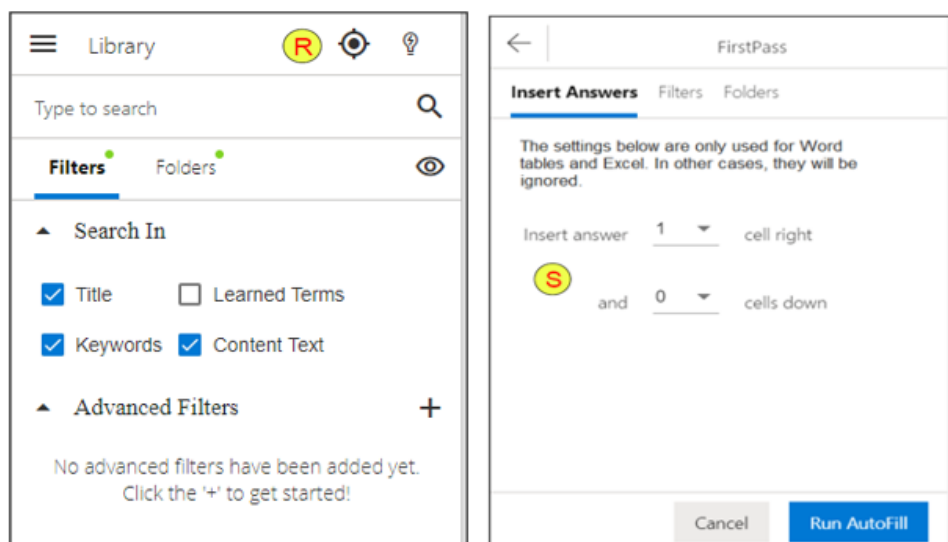 Library
R
Type to search
Filters Folders
Search In
Title Learned Terms
Keywords Content Text
Advanced Filters
No advanced filters have been added yet.
Click the '+' to get started!
FirstPass
Insert Answers Filters Folders
The settings below are only used for Word
tables and Excel. In other cases, they will be
ignored.
Insert answer 1 cell right
S
and 0 cells down
Cancel Run AutoFill